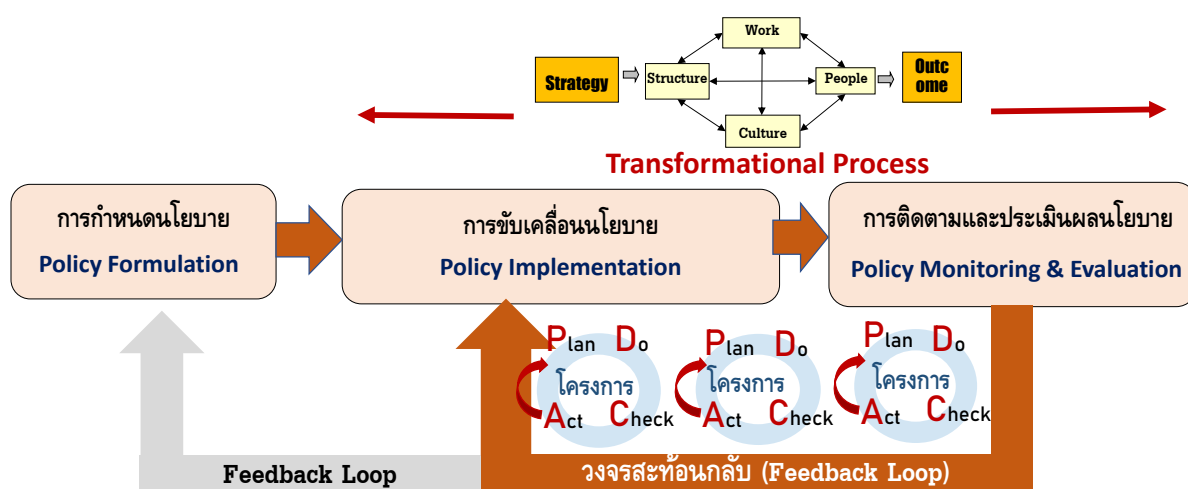 Work
Strategy
Structure
People
Outc
ome
Culture
Transformational Process
การกำหนดนโยบาย
Policy Formulation
การขับเคลื่อนนโยบาย
Policy Implementation
การติดตามและประเมินผลนโยบาย
Policy Monitoring & Evaluation
Plan Do
โครงการ
Act Check
Plan Do
โครงการ
Act Check
Plan Do
โครงการ
Act Check
Feedback Loop
วงจรสะท้อนกลับ (Feedback Loop)